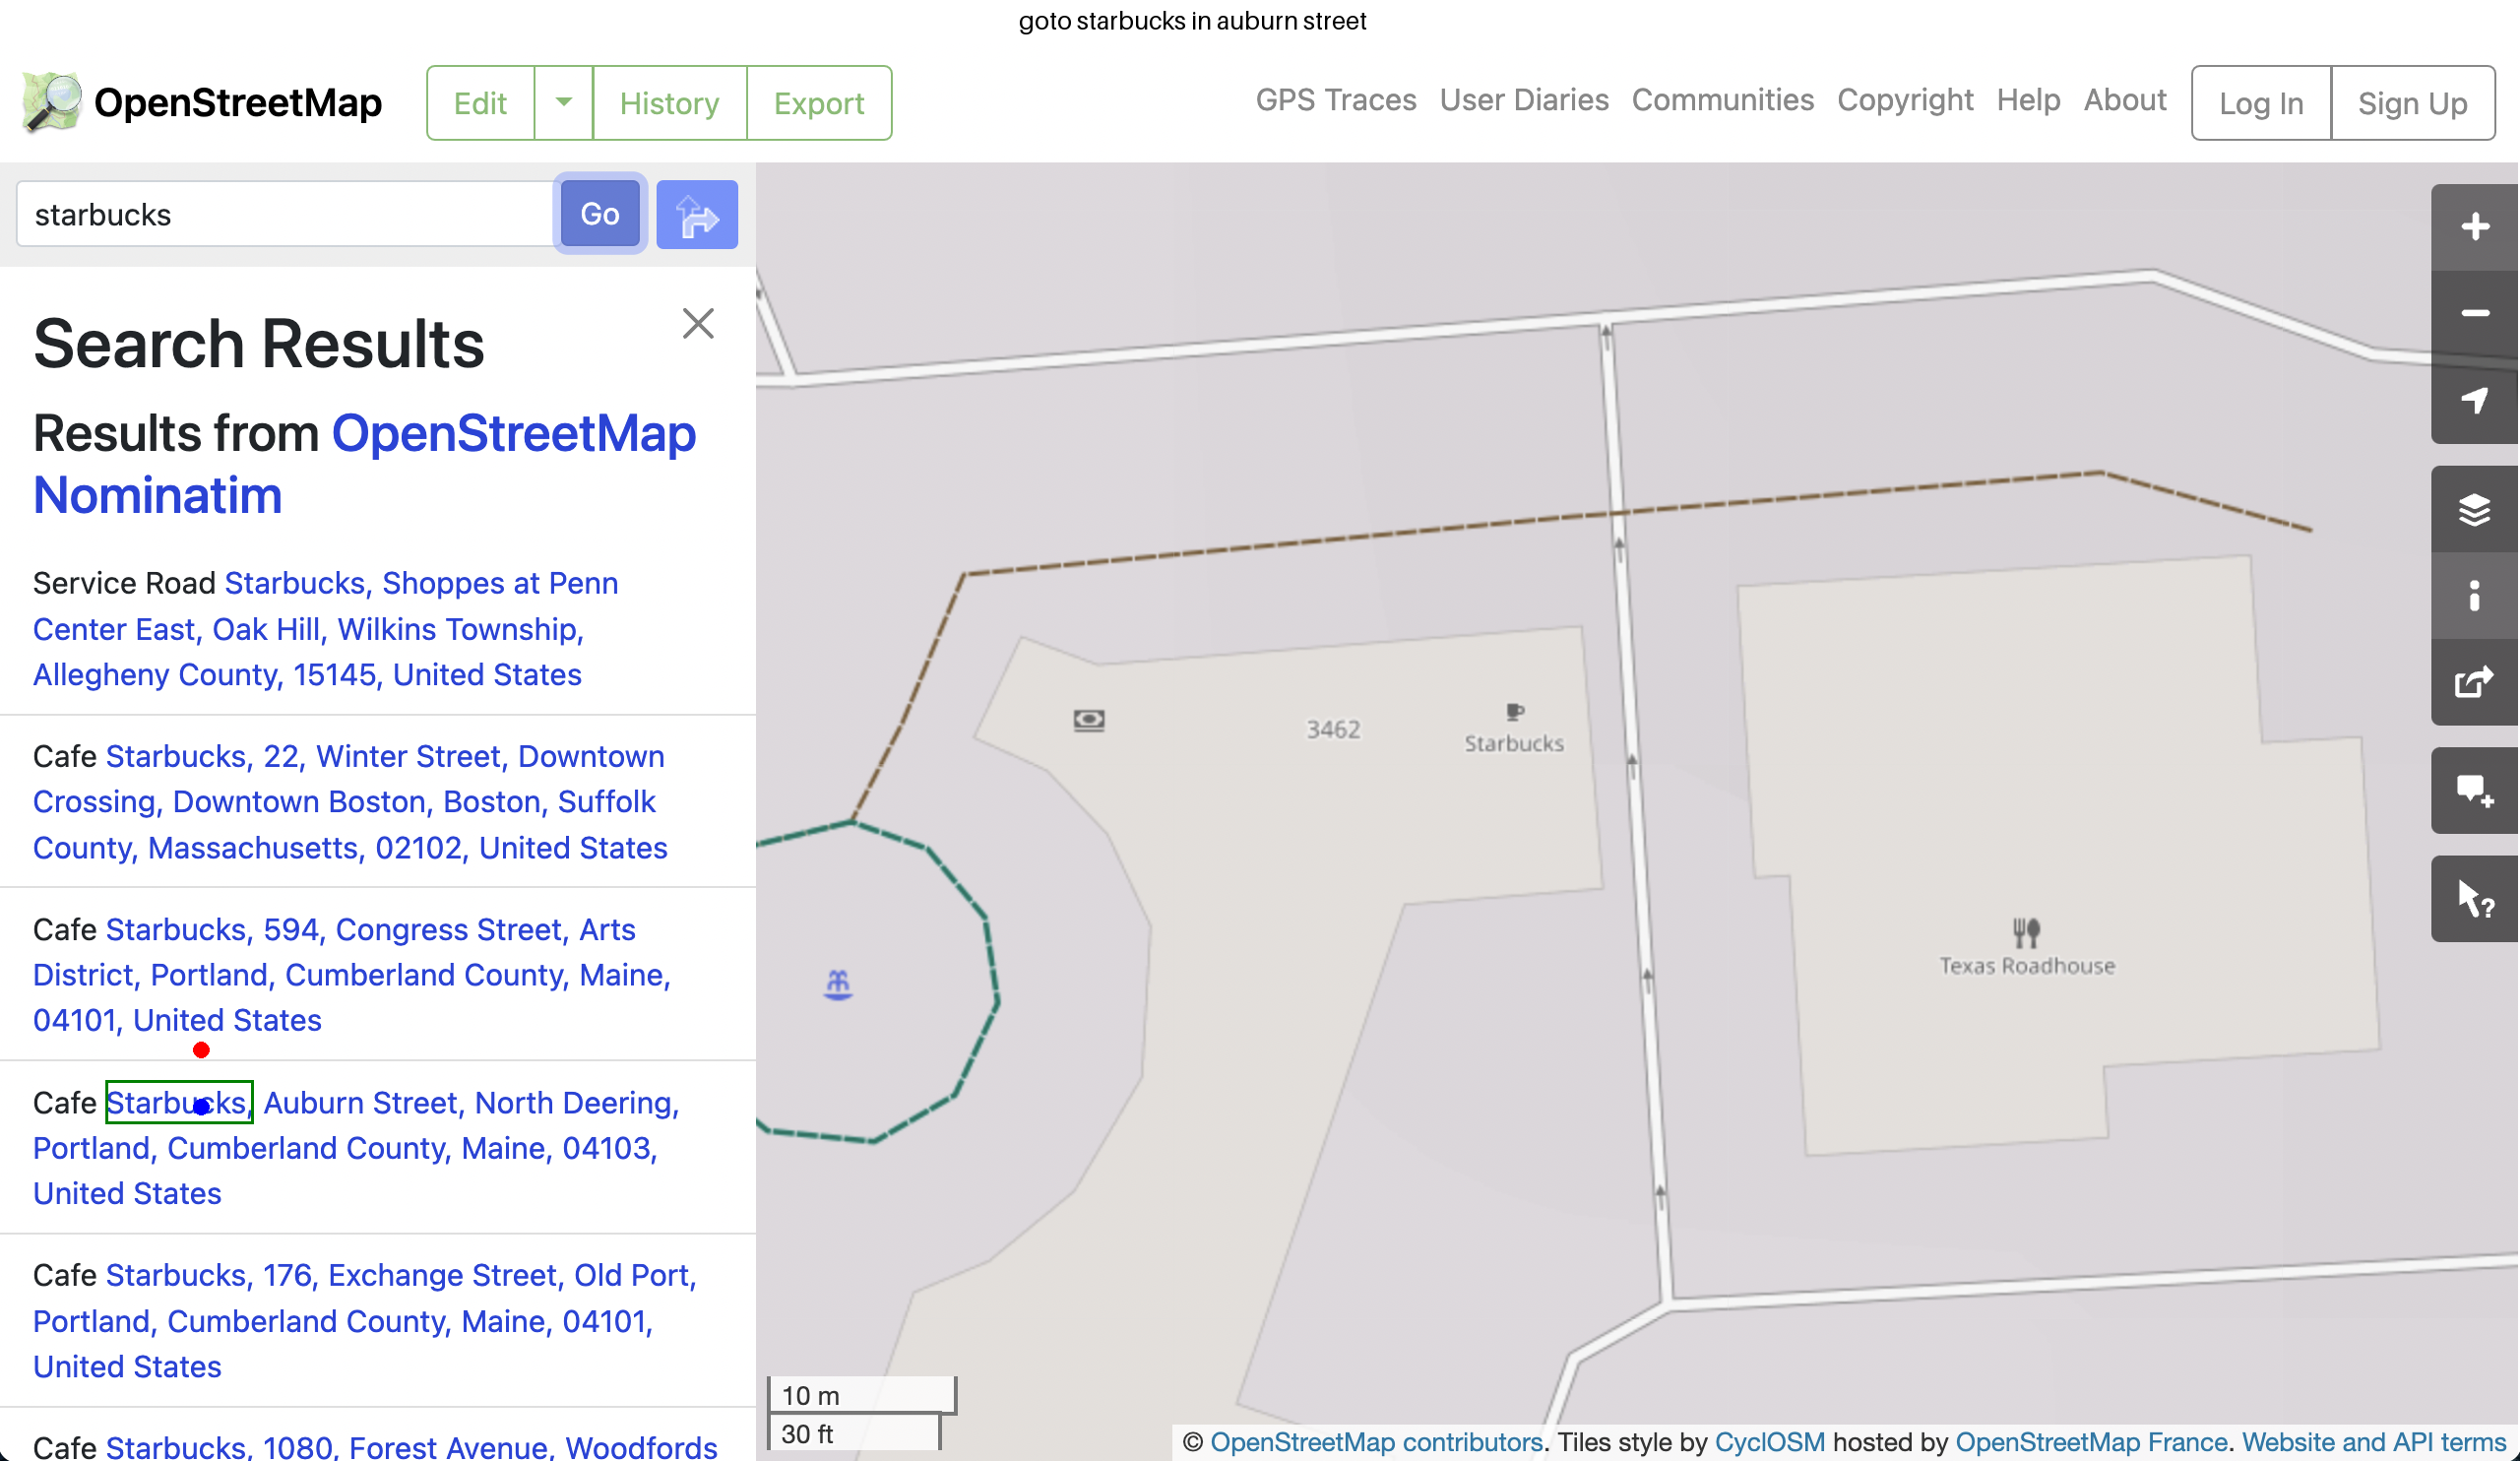 goto starbucks in auburn street
OpenStreetMap
Edit
History
Export
GPS Traces
User Diaries
Communities
Copyright
Help
About
Log In
Sign Up
starbucks
Go
Search Results
Results from OpenStreetMap
Nominatim
Service Road Starbucks, Shoppes at Penn
Center East, Oak Hill, Wilkins Township,
Allegheny County, 15145, United States
Cafe Starbucks, 22, Winter Street, Downtown
Crossing, Downtown Boston, Boston, Suffolk
County, Massachusetts, 02102, United States
Cafe Starbucks, 594, Congress Street, Arts
District, Portland, Cumberland County, Maine,
04101, United States
Cafe Starbucks, Auburn Street, North Deering,
Portland, Cumberland County, Maine, 04103,
United States
Cafe Starbucks, 176, Exchange Street, Old Port,
Portland, Cumberland County, Maine, 04101,
United States
Cafe Starbucks, 1080, Forest Avenue, Woodfords
3462
Starbucks
Texas Roadhouse
10 m
30 ft
© OpenStreetMap contributors. Tiles style by CyclOSM hosted by OpenStreetMap France. Website and API terms